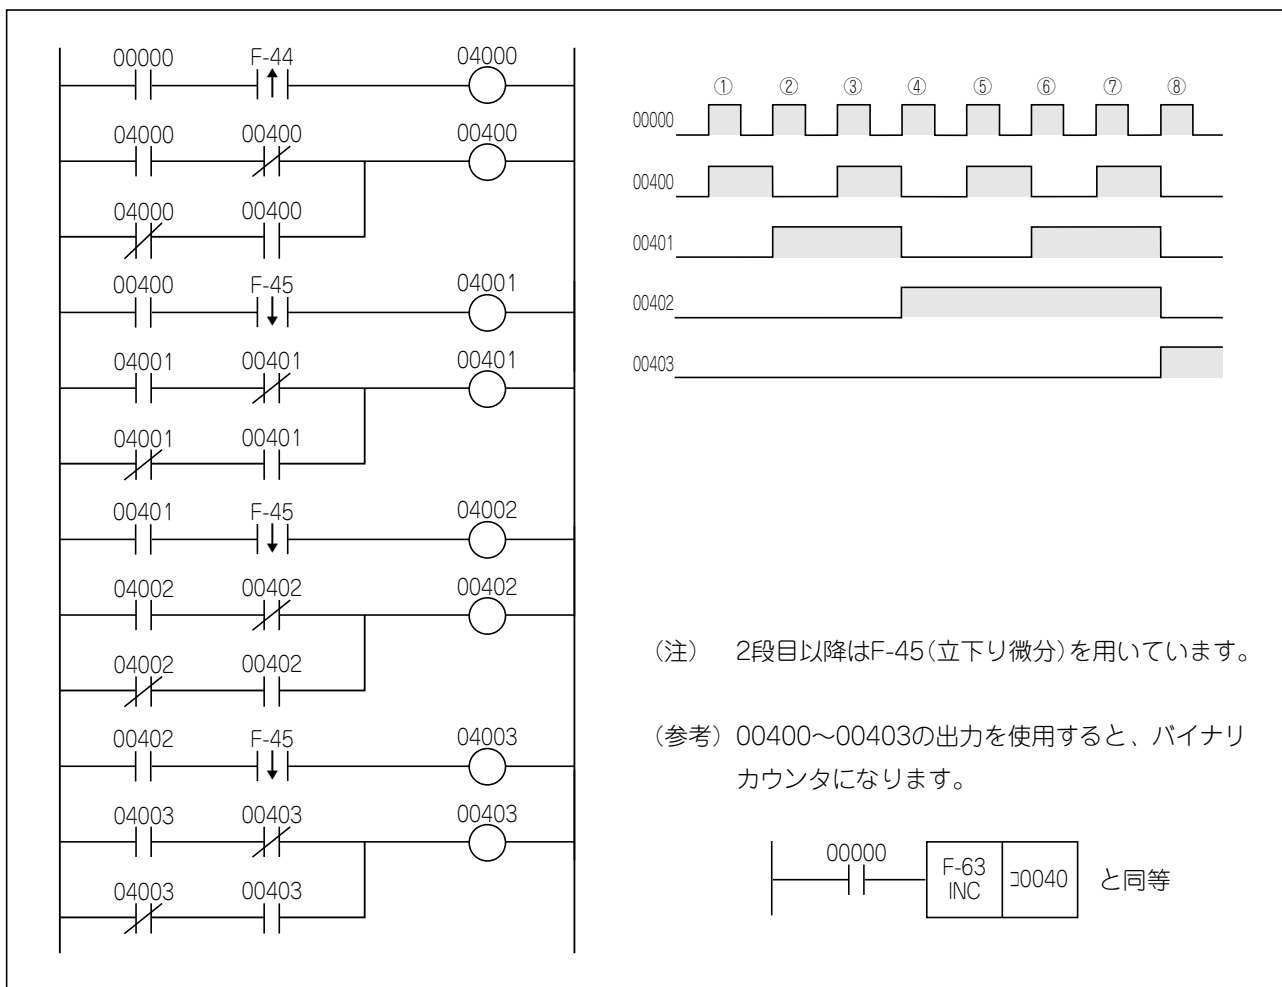 00000 F-44 04000
04000 00400 00400
04000 00400
00400 F-45 04001
04001 00401 00401
04001 00401
00401 F-45 04002
04002 00402 00402
04002 00402
00402 F-45 04003
04003 00403 00403
04003 00403
① ② ③ ④ ⑤ ⑥ ⑦ ⑧
00000
00400
00401
00402
00403
(注) 2段目以降はF-45(立下り微分)を用いています。
(参考) 00400〜00403の出力を使用すると、バイナリ
カウンタになります。
00000
F-63 コ0040 と同等
INC